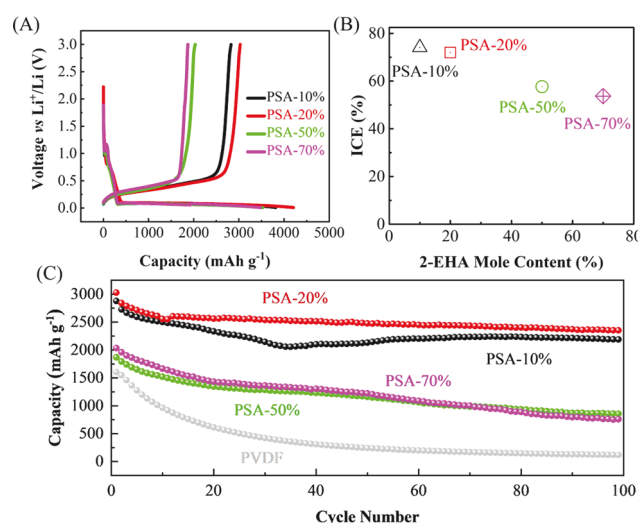 (A)
3.0
2.5
2.0
1.5
1.0
0.5
0.0
Voltage vs Li⁺/Li (V)
PSA-10%
PSA-20%
PSA-50%
PSA-70%
0 1000 2000 3000 4000 5000
Capacity (mAh g⁻¹)
(B)
80
60
40
20
0
ICE (%)
PSA-20%
PSA-10%
PSA-50%
PSA-70%
0 20 40 60 80
2-EHA Mole Content (%)
(C)
3000
2500
2000
1500
1000
500
0
Capacity (mAh g⁻¹)
PSA-20%
PSA-10%
PSA-70%
PSA-50%
PVDF
0 20 40 60 80 100
Cycle Number